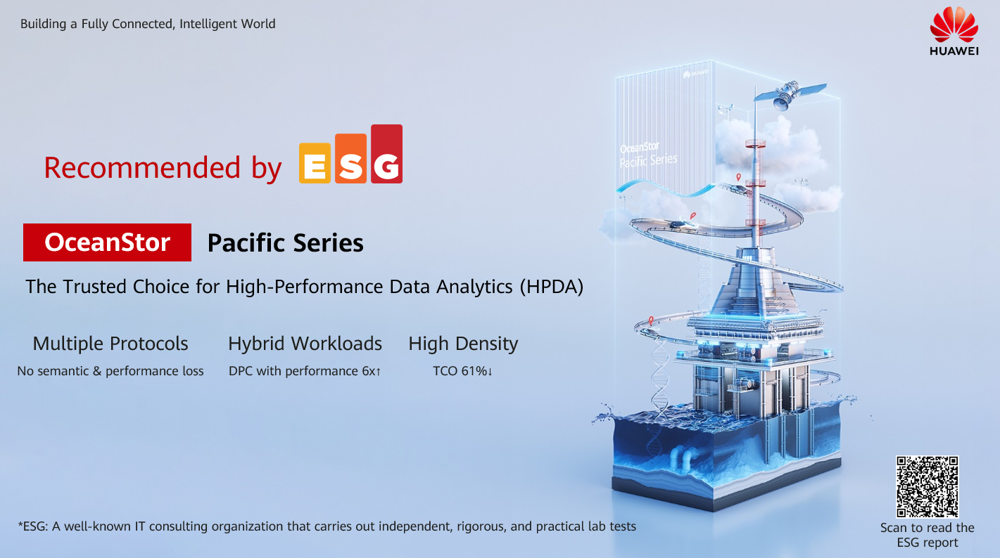 Building a Fully Connected, Intelligent World
HUAWEI
HUAWEI
OceanStor
Pacific Series
Recommended by ESG
OceanStor Pacific Series
The Trusted Choice for High-Performance Data Analytics (HPDA)
Multiple Protocols
No semantic & performance loss
Hybrid Workloads
DPC with performance 6x↑
High Density
TCO 61%↓
*ESG: A well-known IT consulting organization that carries out independent, rigorous, and practical lab tests
Scan to read the
ESG report